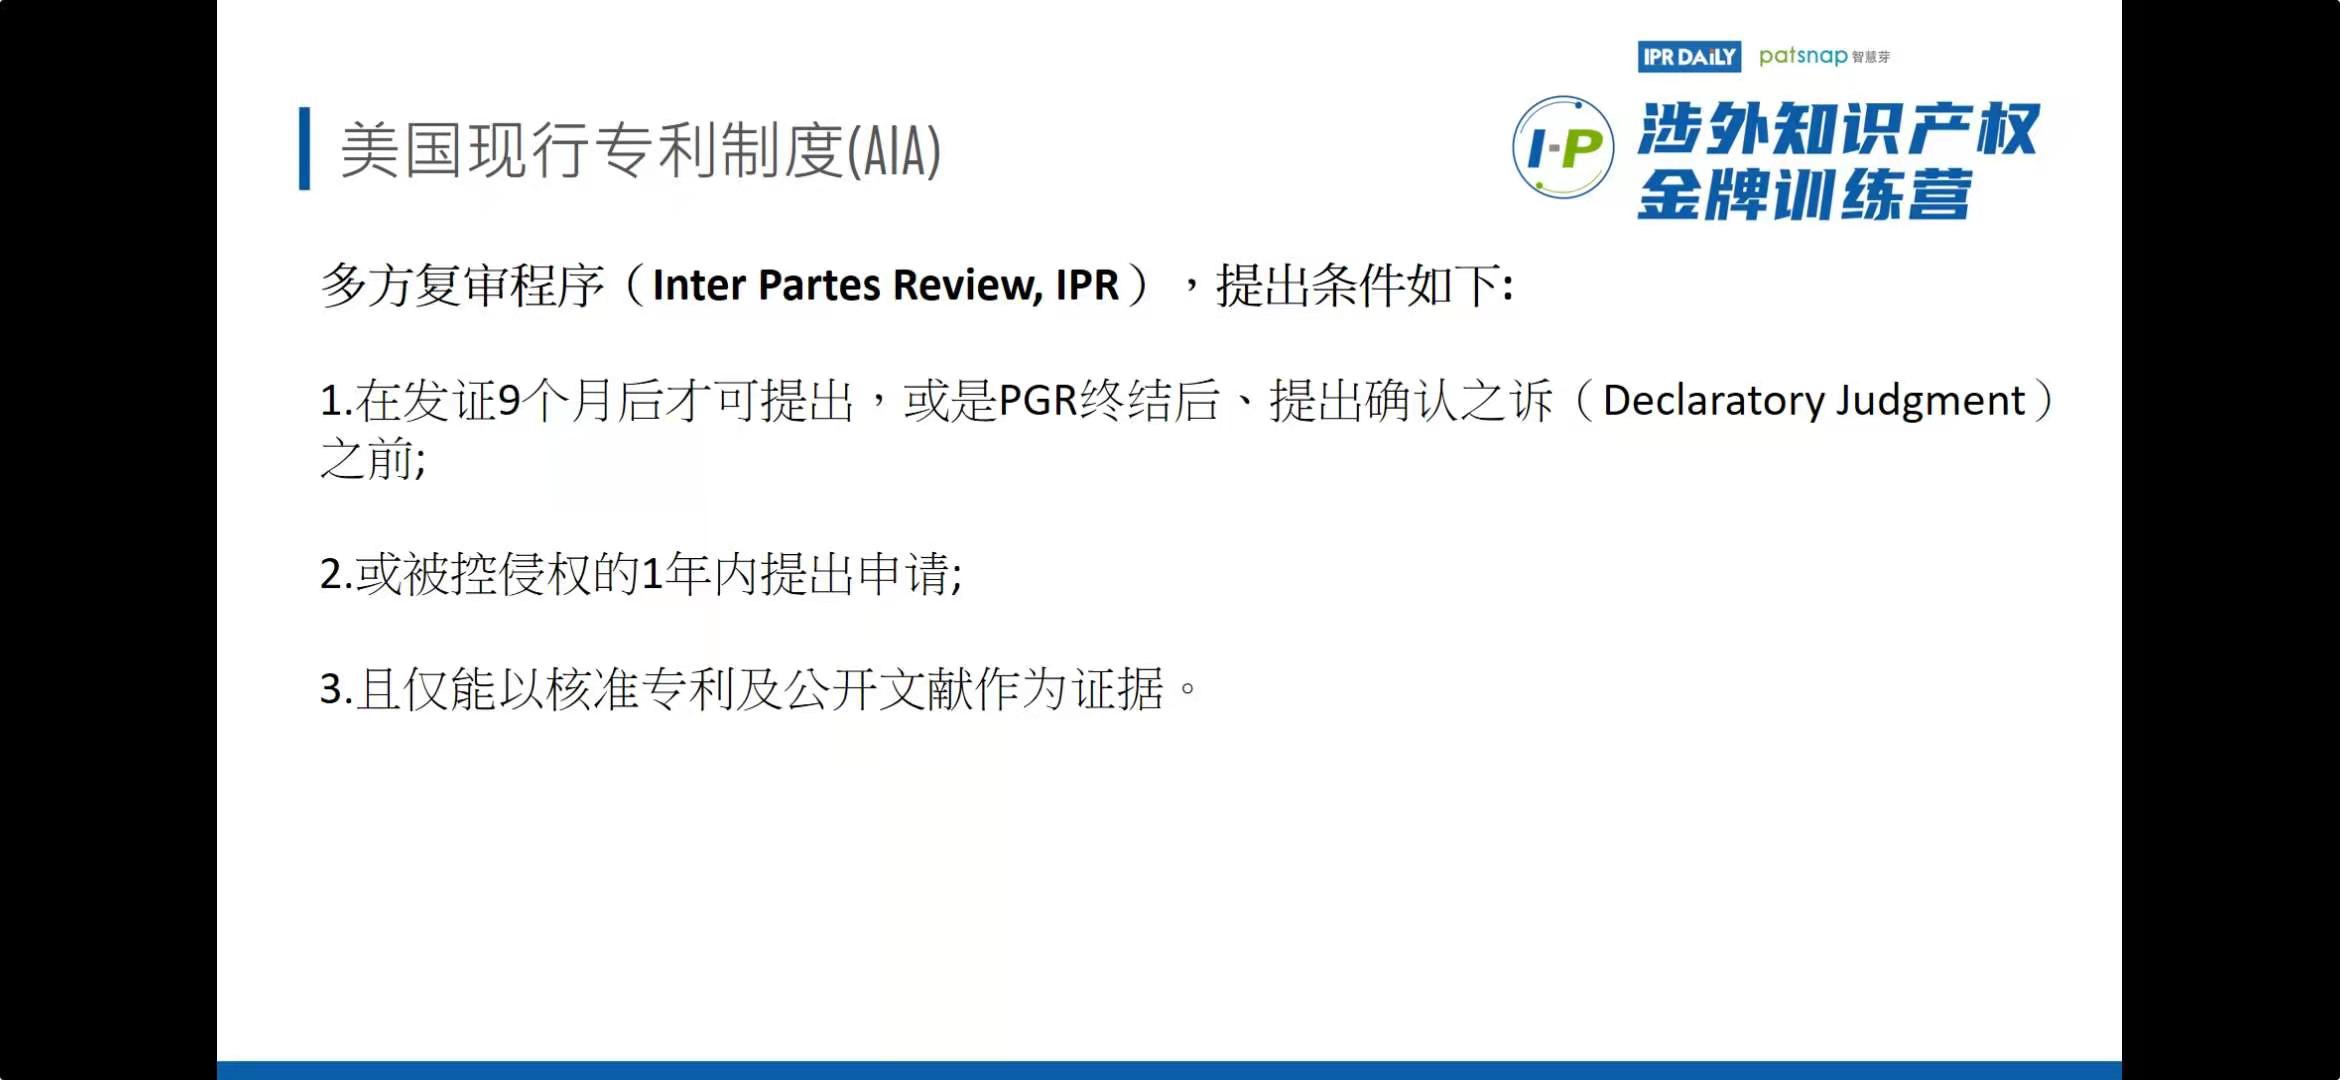 IPR DAiLY patsnap 智慧芽
美国现行专利制度(AIA)
I-P 涉外知识产权
金牌训练营
多方复审程序（Inter Partes Review, IPR），提出条件如下:
1.在发证9个月后才可提出，或是PGR终结后、提出确认之诉（Declaratory Judgment）
之前;
2.或被控侵权的1年内提出申请;
3.且仅能以核准专利及公开文献作为证据。